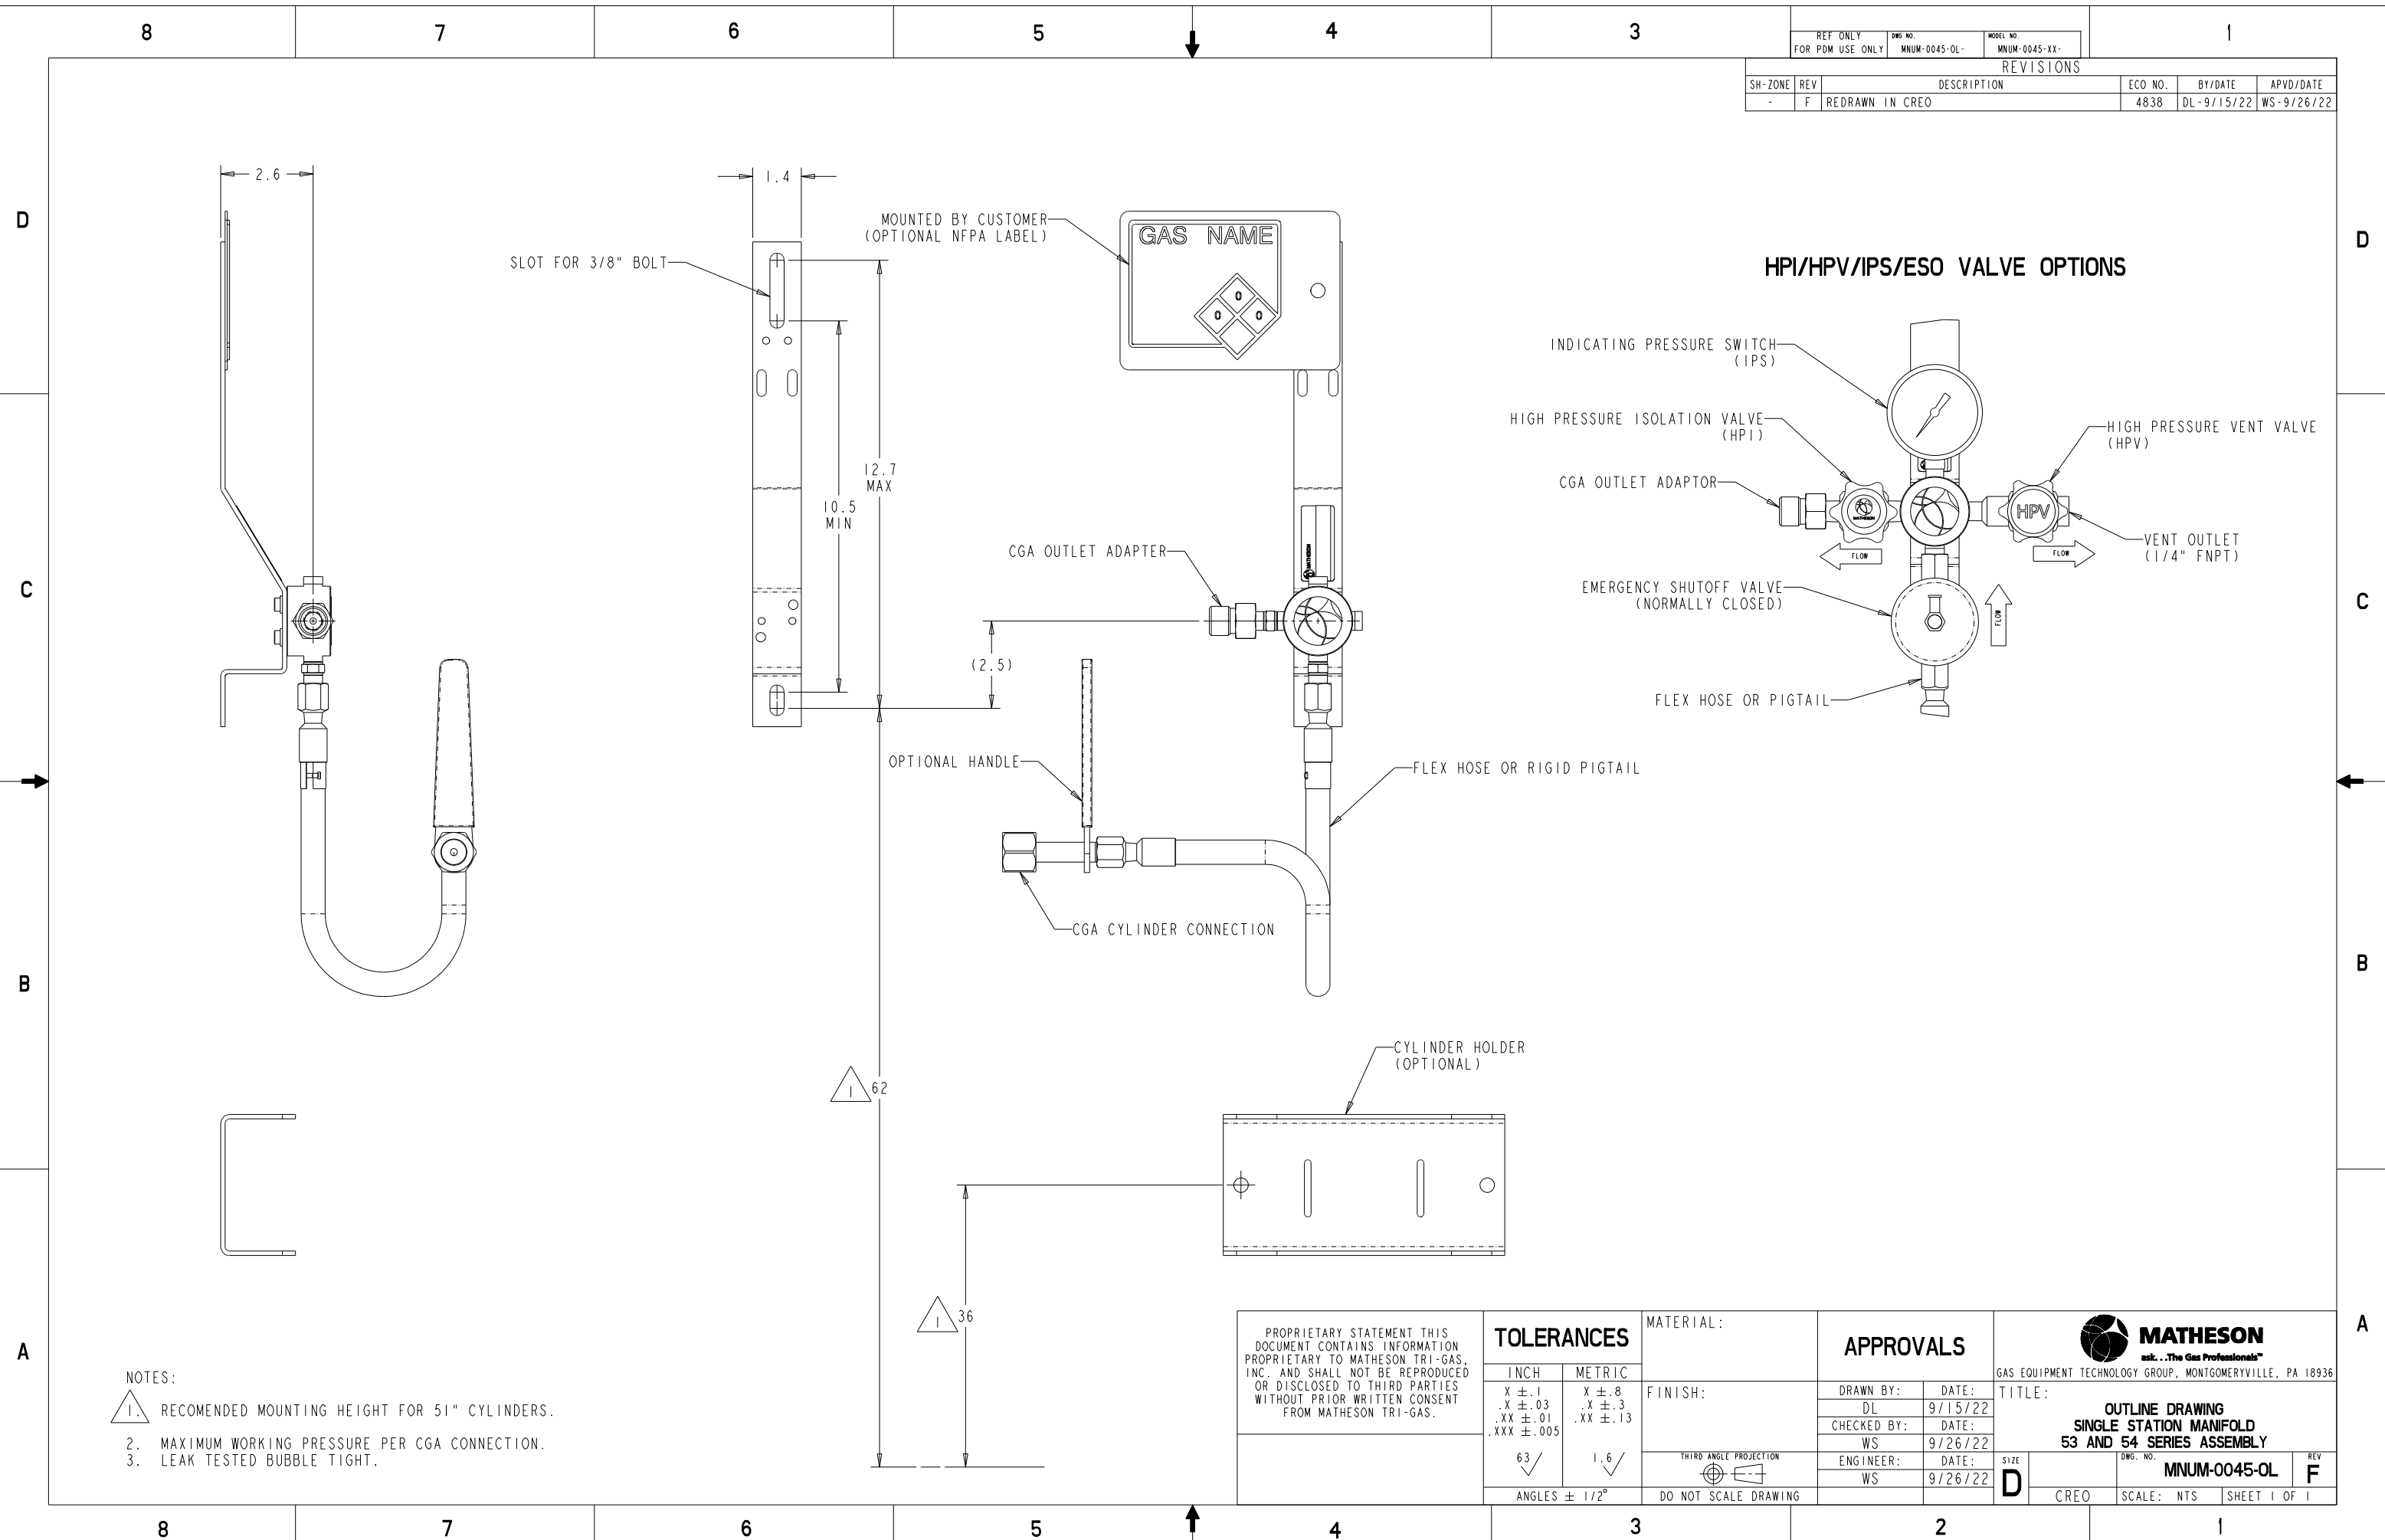 8
7
6
5
4
3
1
REF ONLY
FOR PDM USE ONLY
DWG NO.
MNUM-0045-OL-
MODEL NO.
MNUM-0045-XX-
REVISIONS
SH-ZONE REV DESCRIPTION ECO NO. BY/DATE APVD/DATE
- F REDRAWN IN CREO 4838 DL-9/15/22 WS-9/26/22
D
D
2.6
1.4
MOUNTED BY CUSTOMER
(OPTIONAL NFPA LABEL)
GAS NAME
0
0
0
SLOT FOR 3/8" BOLT
HPI/HPV/IPS/ESO VALVE OPTIONS
INDICATING PRESSURE SWITCH
(IPS)
HIGH PRESSURE ISOLATION VALVE
(HPI)
HIGH PRESSURE VENT VALVE
(HPV)
CGA OUTLET ADAPTOR
MATHESON
HPV
FLOW
FLOW
VENT OUTLET
(1/4" FNPT)
EMERGENCY SHUTOFF VALVE
(NORMALLY CLOSED)
FLOW
FLEX HOSE OR PIGTAIL
12.7
MAX
10.5
MIN
CGA OUTLET ADAPTER
MATHESON
C
C
(2.5)
OPTIONAL HANDLE
FLEX HOSE OR RIGID PIGTAIL
CGA CYLINDER CONNECTION
B
B
CYLINDER HOLDER
(OPTIONAL)
1
62
1
36
A
A
NOTES:
1. RECOMENDED MOUNTING HEIGHT FOR 51" CYLINDERS.
2. MAXIMUM WORKING PRESSURE PER CGA CONNECTION.
3. LEAK TESTED BUBBLE TIGHT.
PROPRIETARY STATEMENT THIS
DOCUMENT CONTAINS INFORMATION
PROPRIETARY TO MATHESON TRI-GAS,
INC. AND SHALL NOT BE REPRODUCED
OR DISCLOSED TO THIRD PARTIES
WITHOUT PRIOR WRITTEN CONSENT
FROM MATHESON TRI-GAS.
TOLERANCES
INCH METRIC
X ±.1 X ±.8
.X ±.03 .X ±.3
.XX ±.01 .XX ±.13
.XXX ±.005
63 1.6
ANGLES ± 1/2°
MATERIAL:
FINISH:
THIRD ANGLE PROJECTION
DO NOT SCALE DRAWING
APPROVALS
DRAWN BY: DATE:
DL 9/15/22
CHECKED BY: DATE:
WS 9/26/22
ENGINEER: DATE:
WS 9/26/22
MATHESON
ask. . .The Gas Professionals™
GAS EQUIPMENT TECHNOLOGY GROUP, MONTGOMERYVILLE, PA 18936
TITLE:
OUTLINE DRAWING
SINGLE STATION MANIFOLD
53 AND 54 SERIES ASSEMBLY
SIZE
D
DWG. NO.
MNUM-0045-OL
REV
F
CREO
SCALE: NTS
SHEET 1 OF 1
8
7
6
5
4
3
2
1